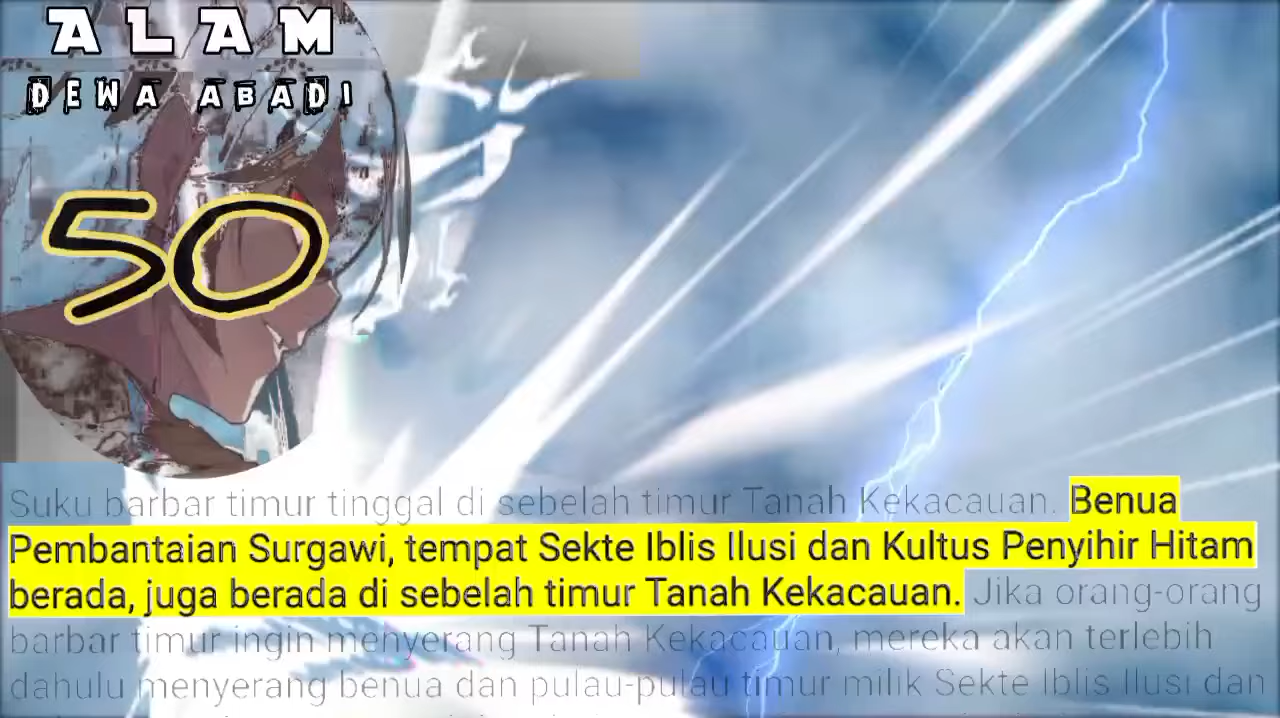 ALAM
DEWA ABADI
50
Suku barbar timur tinggal di sebelah timur Tanah Kekacauan. Benua
Pembantaian Surgawi, tempat Sekte Iblis Ilusi dan Kultus Penyihir Hitam
berada, juga berada di sebelah timur Tanah Kekacauan. Jika orang-orang
barbar timur ingin menyerang Tanah Kekacauan, mereka akan terlebih
dahulu menyerang benua dan pulau-pulau timur milik Sekte Iblis Ilusi dan